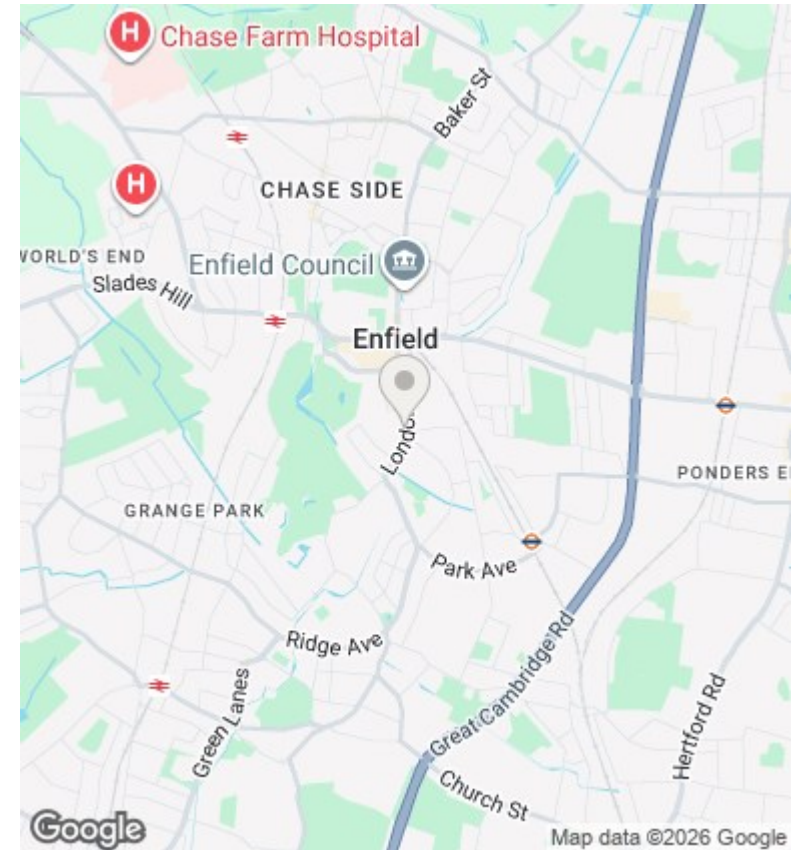 H Chase Farm Hospital
Baker St
H
CHASE SIDE
WORLD'S END
Enfield Council
Slades Hill
Enfield
London
PONDERS E
GRANGE PARK
Park Ave
Ridge Ave
Green Lanes
Great Cambridge Rd
Hertford Rd
Church St
Google
Map data ©2026 Google